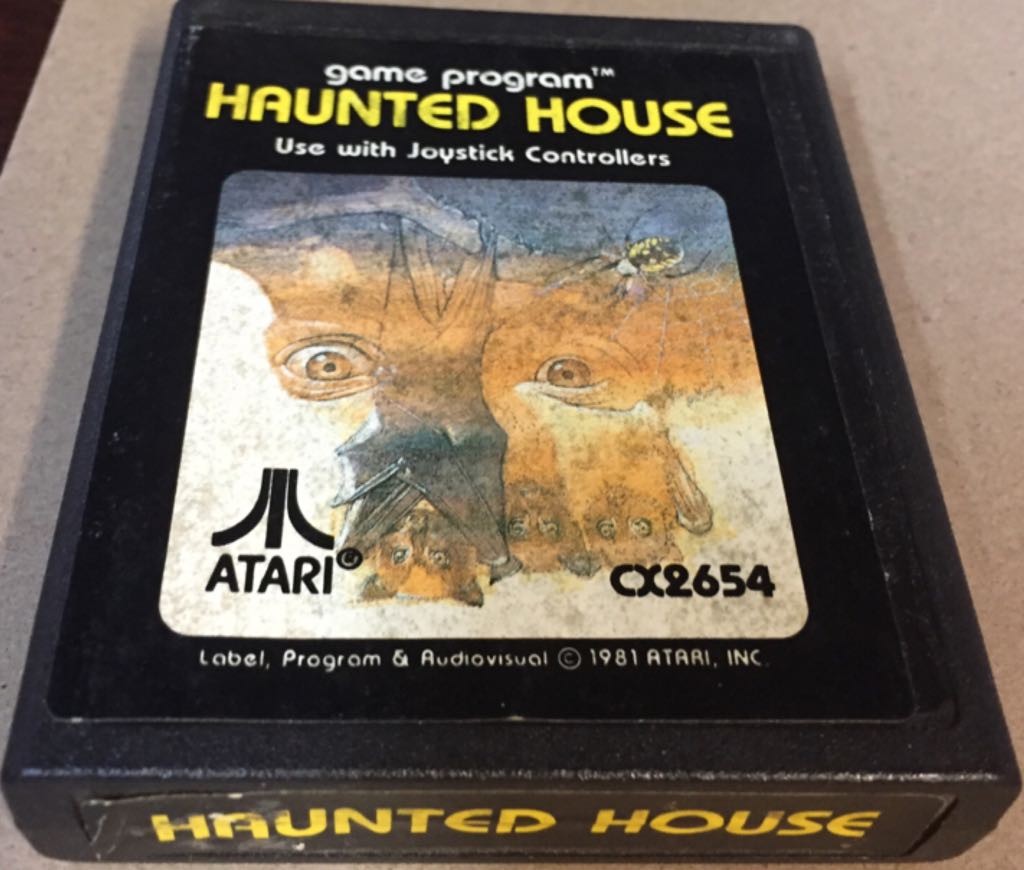 game program™
HAUNTED HOUSE
Use with Joystick Controllers
ATARI®
CX2654
Label, Program & Audiovisual © 1981 ATARI, INC.
HAUNTED HOUSE